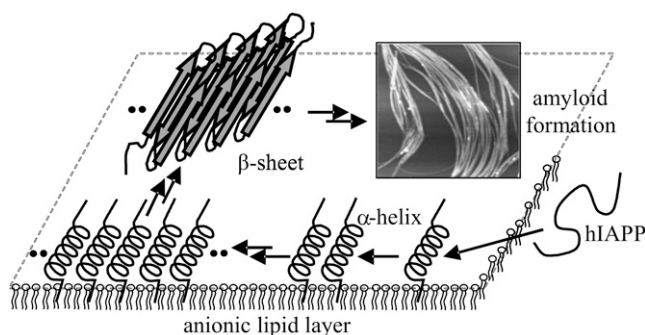 amyloid
formation
β-sheet
α-helix
hIAPP
anionic lipid layer